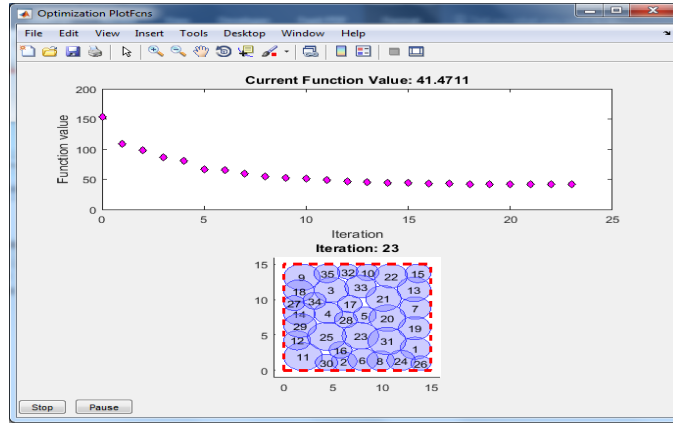 Optimization PlotFcns
File Edit View Insert Tools Desktop Window Help
Current Function Value: 41.4711
200
150
100
50
0
Function value
0 5 10 15 20 25
Iteration
Iteration: 23
15
10
5
0
9 35 32 10 22 15
18 3 33 13
27 34 17 21 7
14 4 28 5 20
29 25 23 31 19
12 16 1
11 30 2 6 8 24 26
0 5 10 15
Stop Pause